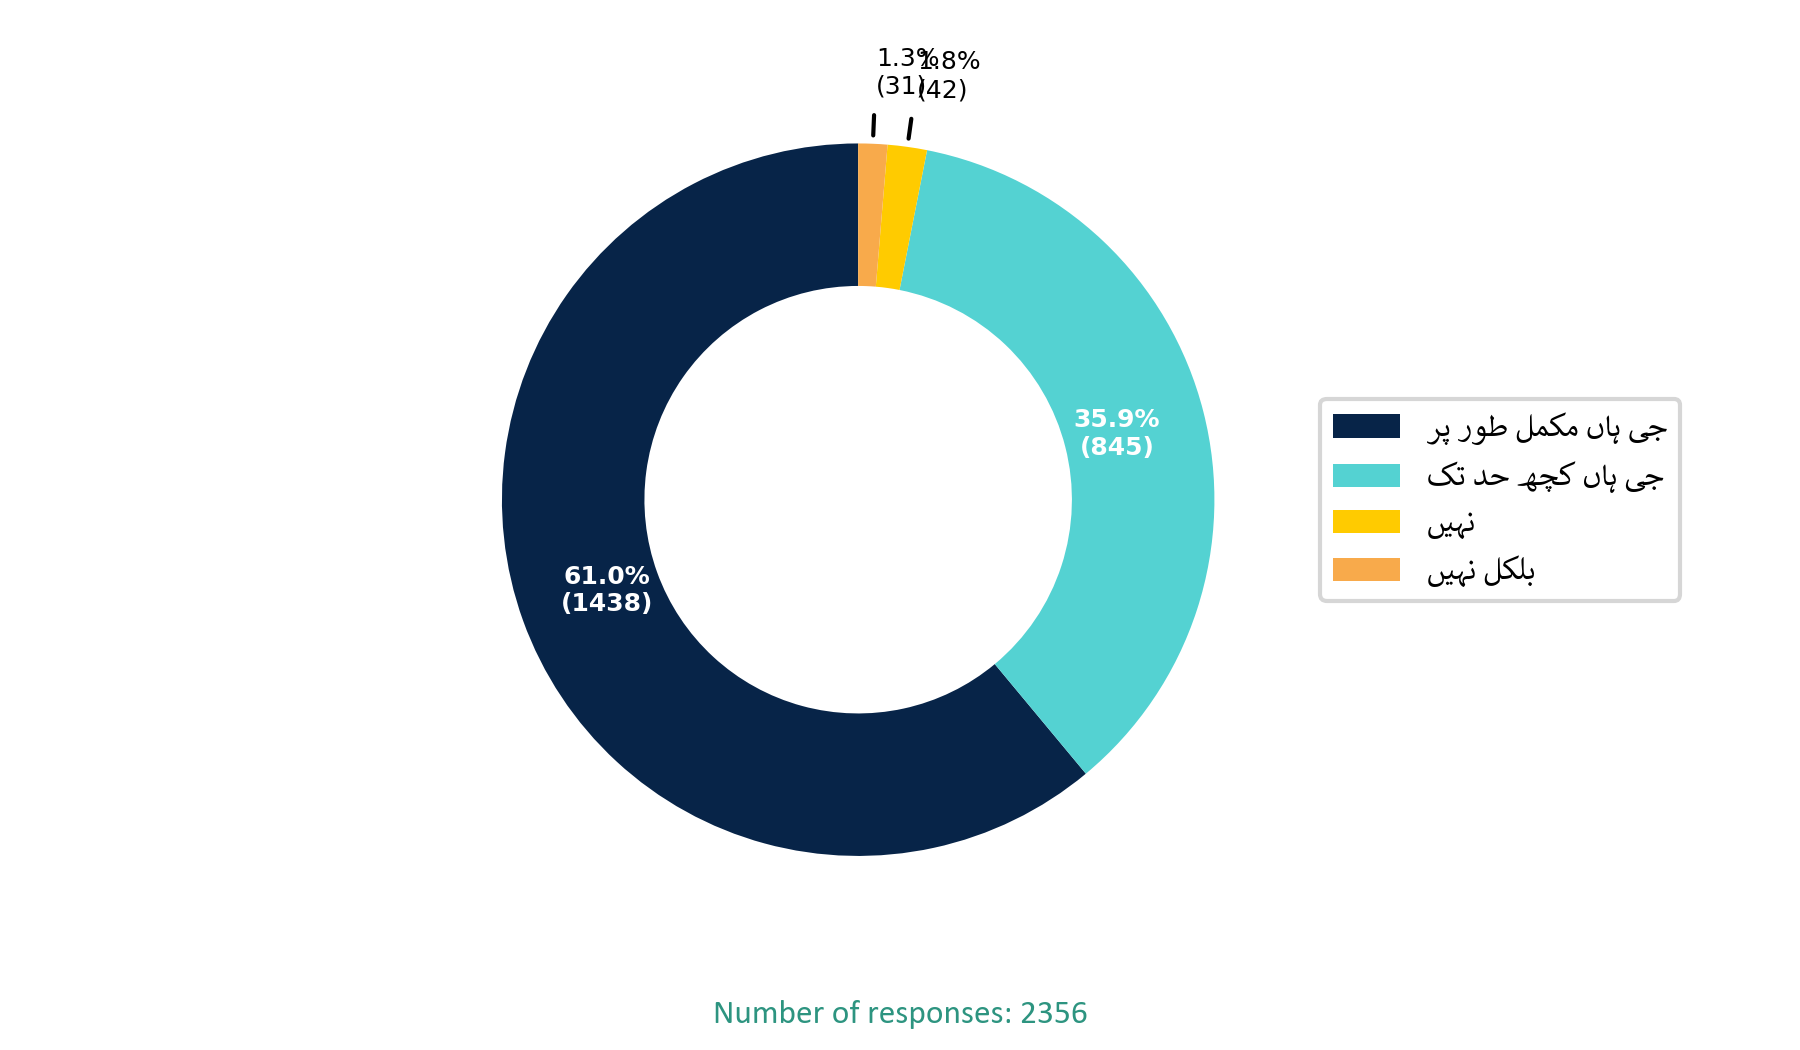 1.3%
(31)
1.8%
(42)
35.9%
(845)
61.0%
(1438)
جی ہاں مکمل طور پر
جی ہاں کچھ حد تک
نہیں
بلکل نہیں
Number of responses: 2356